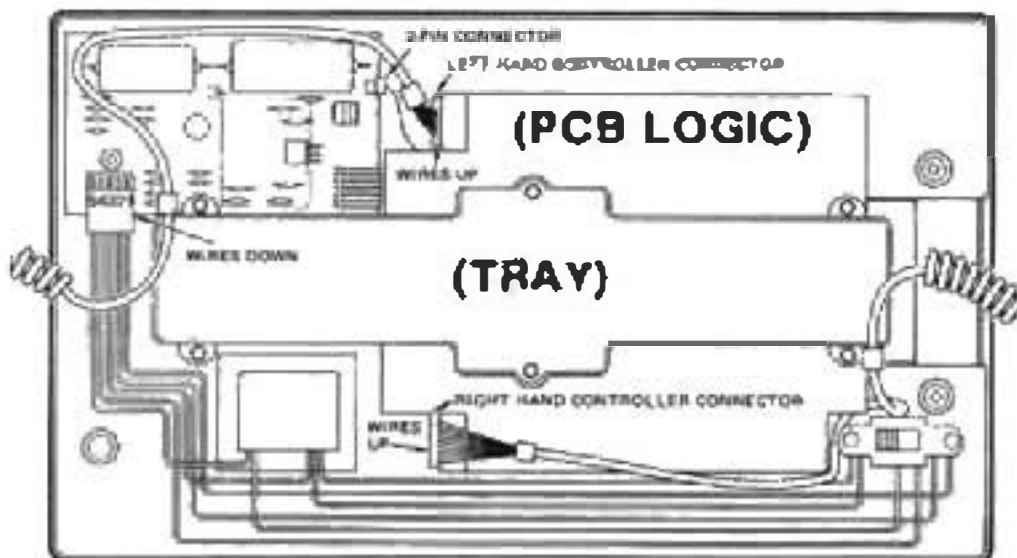 2-PIN CONNECTOR
LEFT HAND CONTROLLER CONNECTOR
(PCB LOGIC)
WIRES UP
WIRES DOWN
(TRAY)
RIGHT HAND CONTROLLER CONNECTOR
WIRES
UP